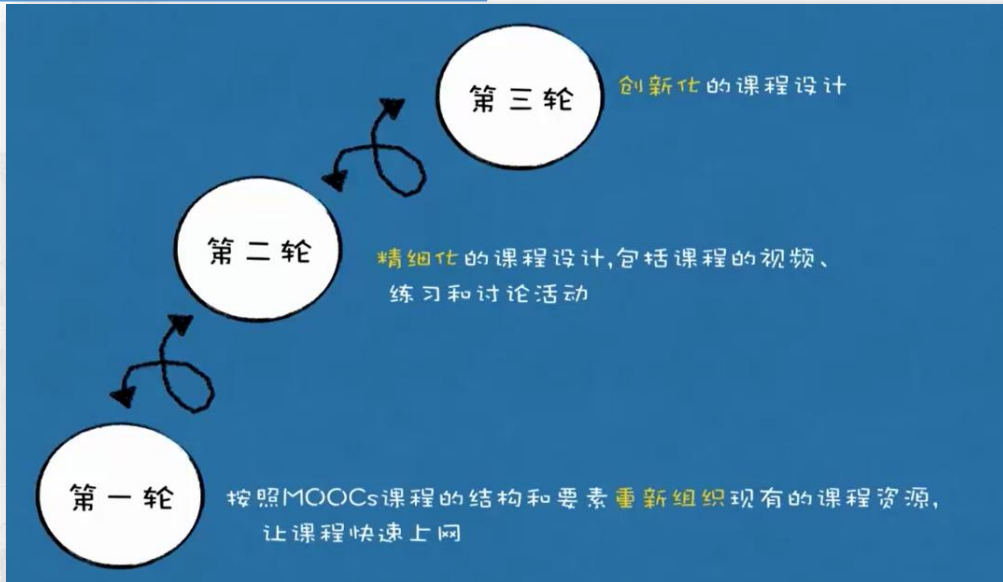 第三轮
创新化的课程设计
第二轮
精细化的课程设计,包括课程的视频、
练习和讨论活动
第一轮
按照MOOCs课程的结构和要素重新组织现有的课程资源,
让课程快速上网